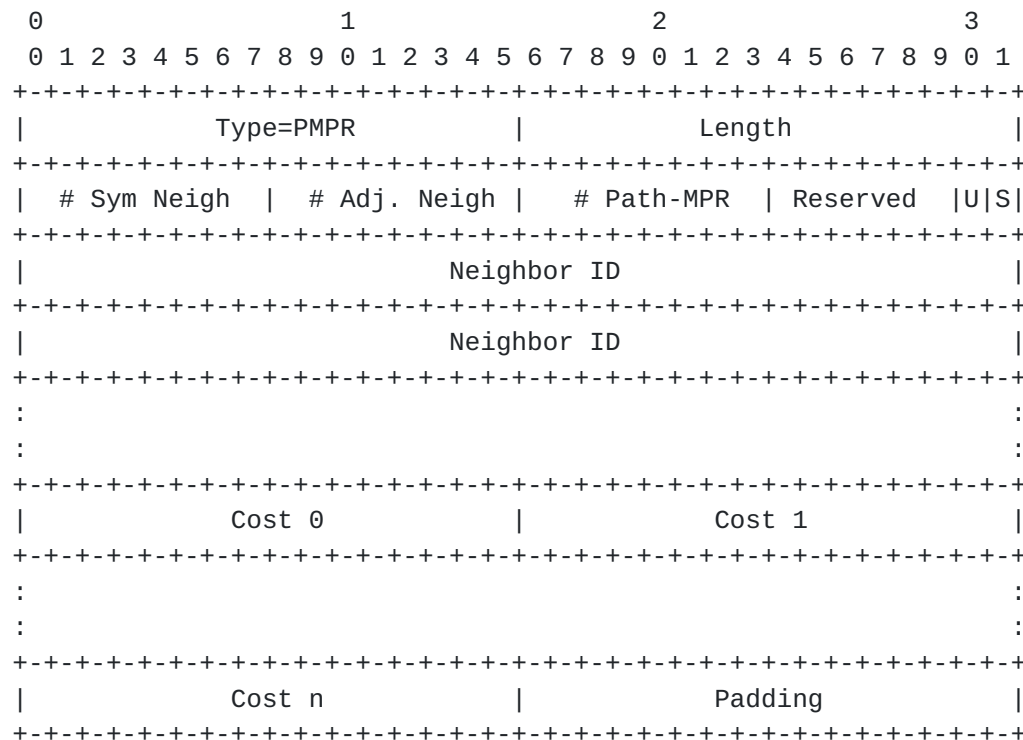 0                   1                   2                   3
 0 1 2 3 4 5 6 7 8 9 0 1 2 3 4 5 6 7 8 9 0 1 2 3 4 5 6 7 8 9 0 1
+-+-+-+-+-+-+-+-+-+-+-+-+-+-+-+-+-+-+-+-+-+-+-+-+-+-+-+-+-+-+-+-+
|            Type=PMPR          |           Length              |
+-+-+-+-+-+-+-+-+-+-+-+-+-+-+-+-+-+-+-+-+-+-+-+-+-+-+-+-+-+-+-+-+
|  # Sym Neigh  |  # Adj. Neigh |   # Path-MPR  | Reserved  |U|S|
+-+-+-+-+-+-+-+-+-+-+-+-+-+-+-+-+-+-+-+-+-+-+-+-+-+-+-+-+-+-+-+-+
|                           Neighbor ID                         |
+-+-+-+-+-+-+-+-+-+-+-+-+-+-+-+-+-+-+-+-+-+-+-+-+-+-+-+-+-+-+-+-+
|                           Neighbor ID                         |
+-+-+-+-+-+-+-+-+-+-+-+-+-+-+-+-+-+-+-+-+-+-+-+-+-+-+-+-+-+-+-+-+
:                                                               :
:                                                               :
+-+-+-+-+-+-+-+-+-+-+-+-+-+-+-+-+-+-+-+-+-+-+-+-+-+-+-+-+-+-+-+-+
|             Cost 0            |            Cost 1             |
+-+-+-+-+-+-+-+-+-+-+-+-+-+-+-+-+-+-+-+-+-+-+-+-+-+-+-+-+-+-+-+-+
:                                                               :
:                                                               :
+-+-+-+-+-+-+-+-+-+-+-+-+-+-+-+-+-+-+-+-+-+-+-+-+-+-+-+-+-+-+-+-+
|             Cost n            |            Padding            |
+-+-+-+-+-+-+-+-+-+-+-+-+-+-+-+-+-+-+-+-+-+-+-+-+-+-+-+-+-+-+-+-+